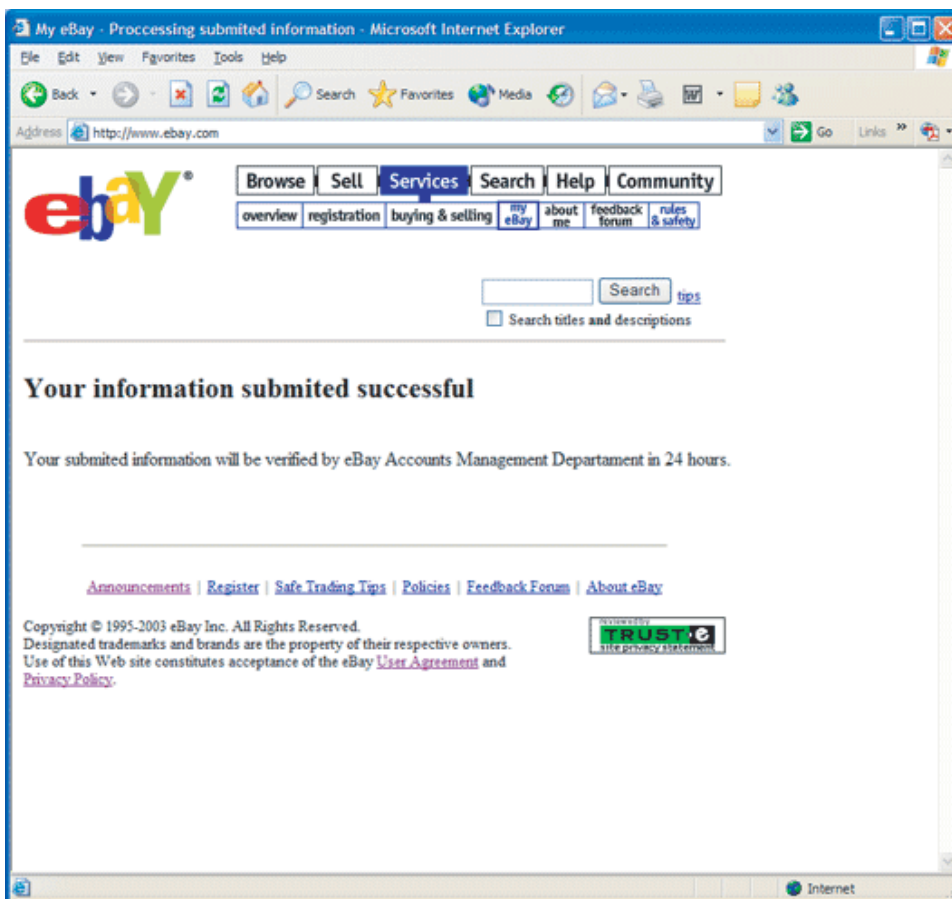 My eBay - Proccessing submited information - Microsoft Internet Explorer
File Edit View Favorites Tools Help
Back Search Favorites Media
Address http://www.ebay.com Go Links »
ebaY®
Browse Sell Services Search Help Community
overview registration buying & selling my eBay about me feedback forum rules & safety
Search tips
Search titles and descriptions
Your information submited successful
Your submited information will be verified by eBay Accounts Management Departament in 24 hours.
Announcements | Register | Safe Trading Tips | Policies | Feedback Forum | About eBay
Copyright © 1995-2003 eBay Inc. All Rights Reserved.
Designated trademarks and brands are the property of their respective owners.
Use of this Web site constitutes acceptance of the eBay User Agreement and
Privacy Policy.
reviewed by
TRUST·e
site privacy statement
Internet